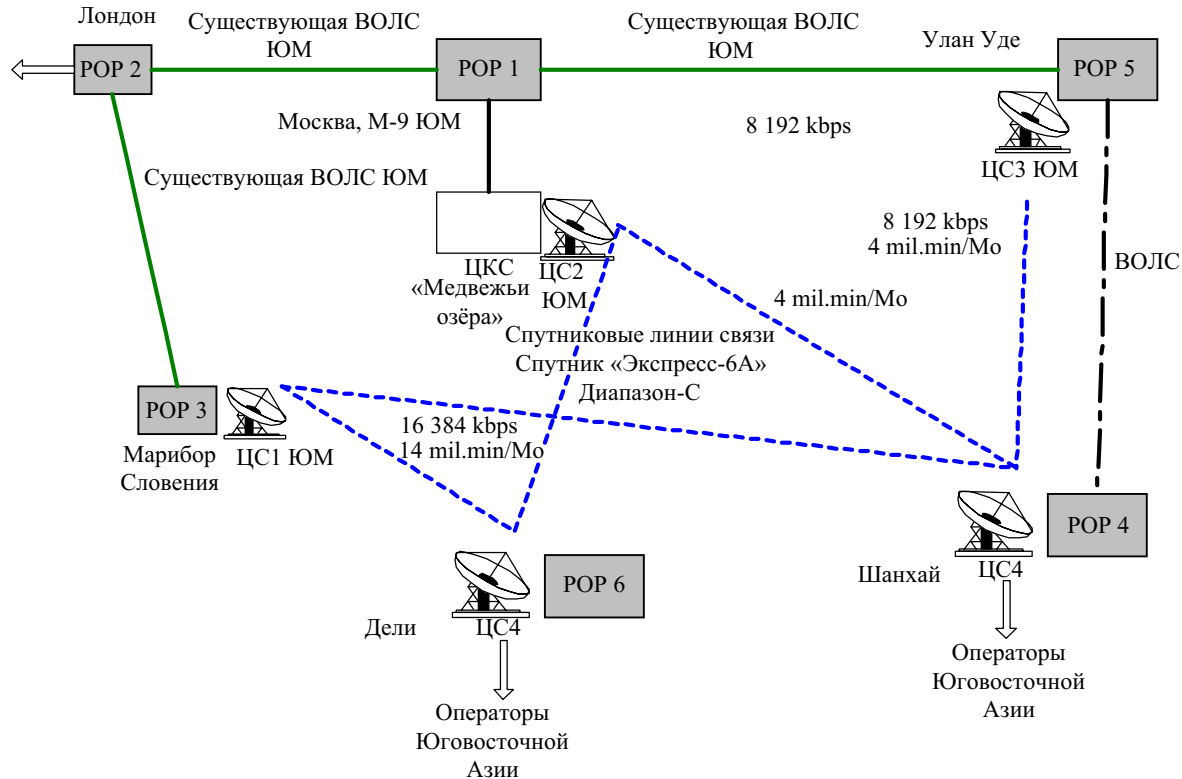 Лондон
Существующая ВОЛС
ЮМ
Существующая ВОЛС
ЮМ
Улан Уде
POP 2
POP 1
POP 5
Москва, М-9 ЮМ
8 192 kbps
ЦС3 ЮМ
Существующая ВОЛС ЮМ
8 192 kbps
4 mil.min/Mo
ВОЛС
ЦКС
«Медвежьи
озёра»
ЦС2
ЮМ
4 mil.min/Mo
Спутниковые линии связи
Спутник «Экспресс-6А»
Диапазон-С
POP 3
ЦС1 ЮМ
16 384 kbps
14 mil.min/Mo
Марибор
Словения
POP 4
Шанхай
ЦС4
POP 6
Дели
ЦС4
Операторы
Юговосточной
Азии
Операторы
Юговосточной
Азии